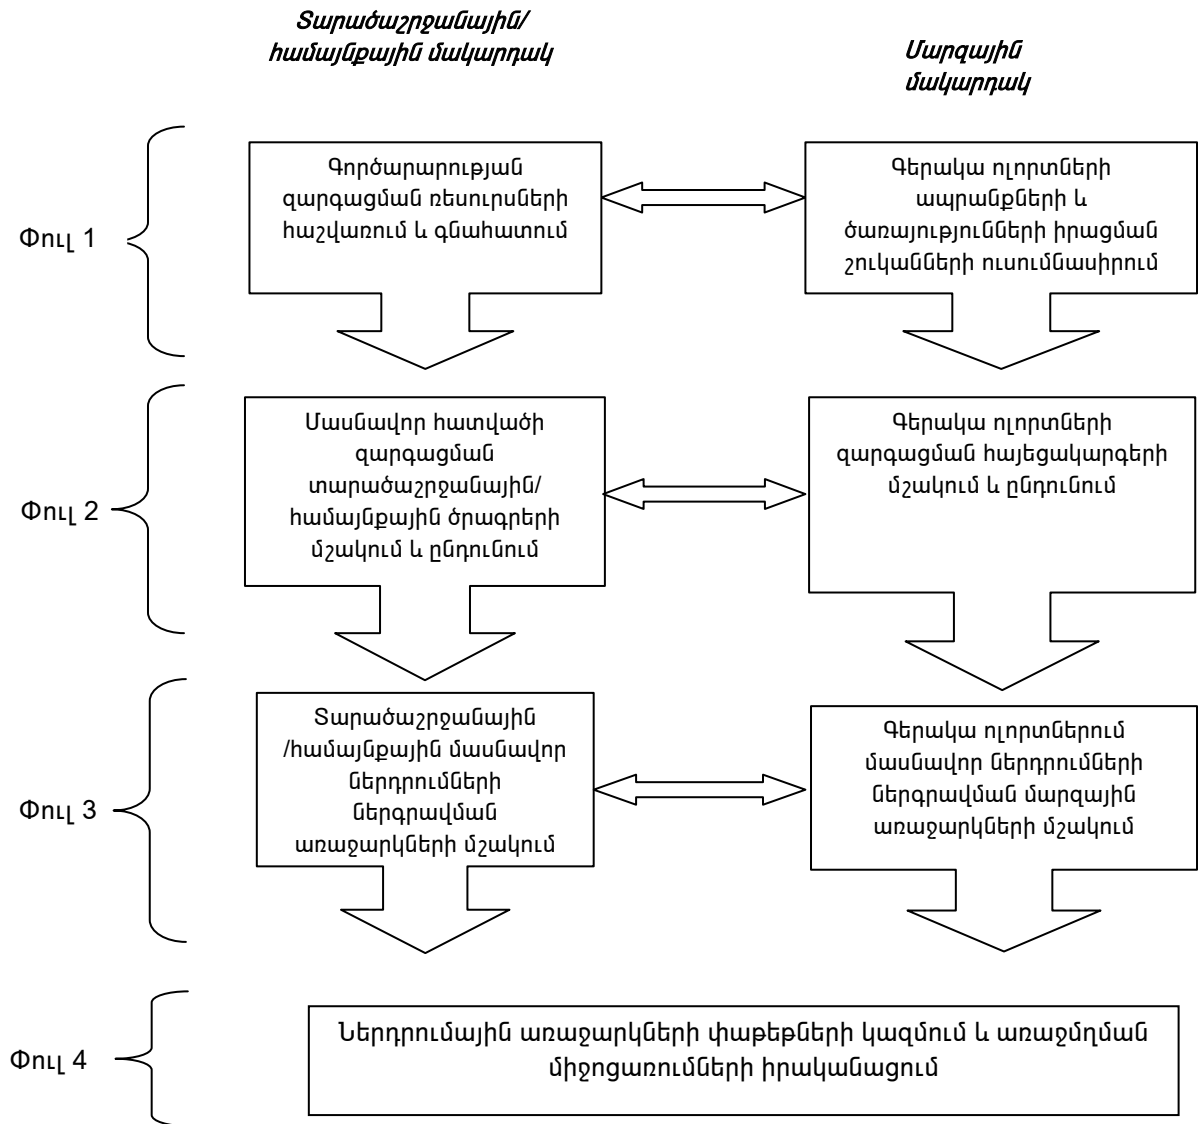 Տարածաշրջանային/
համայնքային մակարդակ
Մարզային
մակարդակ
Փուլ 1
Գործարարության
զարգացման ռեսուրսների
հաշվառում և գնահատում
Գերակա ոլորտների
ապրանքների և
ծառայությունների իրացման
շուկաների ուսումնասիրում
Փուլ 2
Մասնավոր հատվածի
զարգացման
տարածաշրջանային/
համայնքային ծրագրերի
մշակում և ընդունում
Գերակա ոլորտների
զարգացման հայեցակարգերի
մշակում և ընդունում
Փուլ 3
Տարածաշրջանային
/համայնքային մասնավոր
ներդրումների
ներգրավման
առաջարկների մշակում
Գերակա ոլորտներում
մասնավոր ներդրումների
ներգրավման մարզային
առաջարկների մշակում
Փուլ 4
Ներդրումային առաջարկների փաթեթների կազմում և առաջմղման
միջոցառումների իրականացում